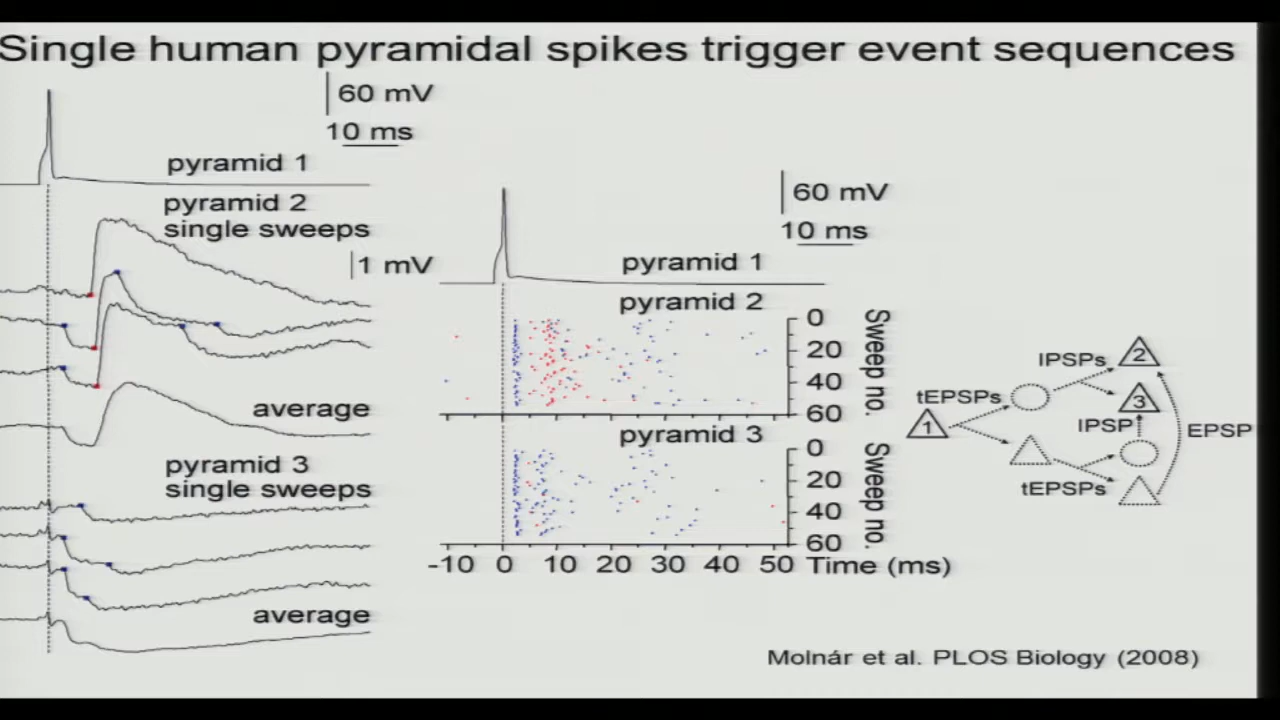 Single human pyramidal spikes trigger event sequences
60 mV
10 ms
pyramid 1
pyramid 2
single sweeps
1 mV
average
pyramid 3
single sweeps
average
60 mV
10 ms
pyramid 1
pyramid 2
0
20
40
60
Sweep no.
pyramid 3
0
20
40
60
Sweep no.
-10 0 10 20 30 40 50 Time (ms)
IPSPs
2
tEPSPs
3
1
IPSP
EPSP
tEPSPs
Molnár et al. PLOS Biology (2008)